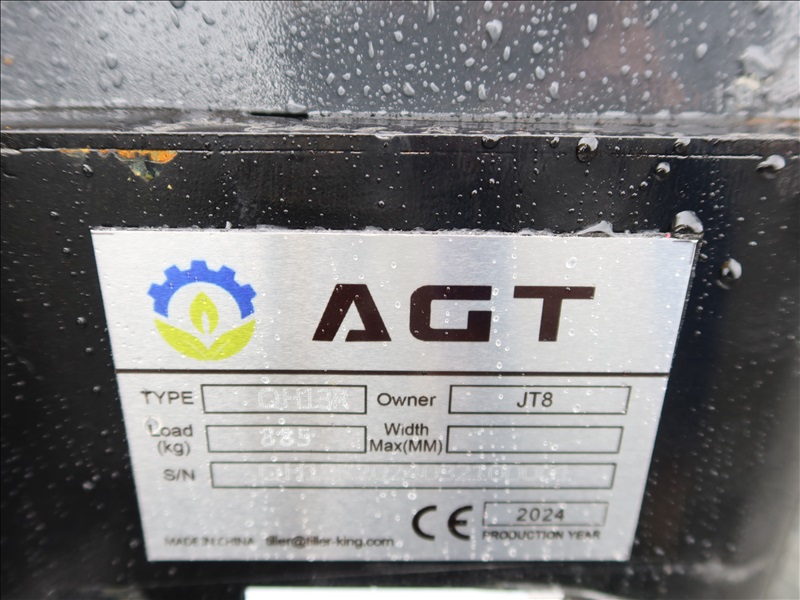 AGT
TYPE QH13R Owner JT8
Load (kg) 885 Width Max(MM)
S/N
CE 2024
MADE IN CHINA tiller@tiller-king.com PRODUCTION YEAR